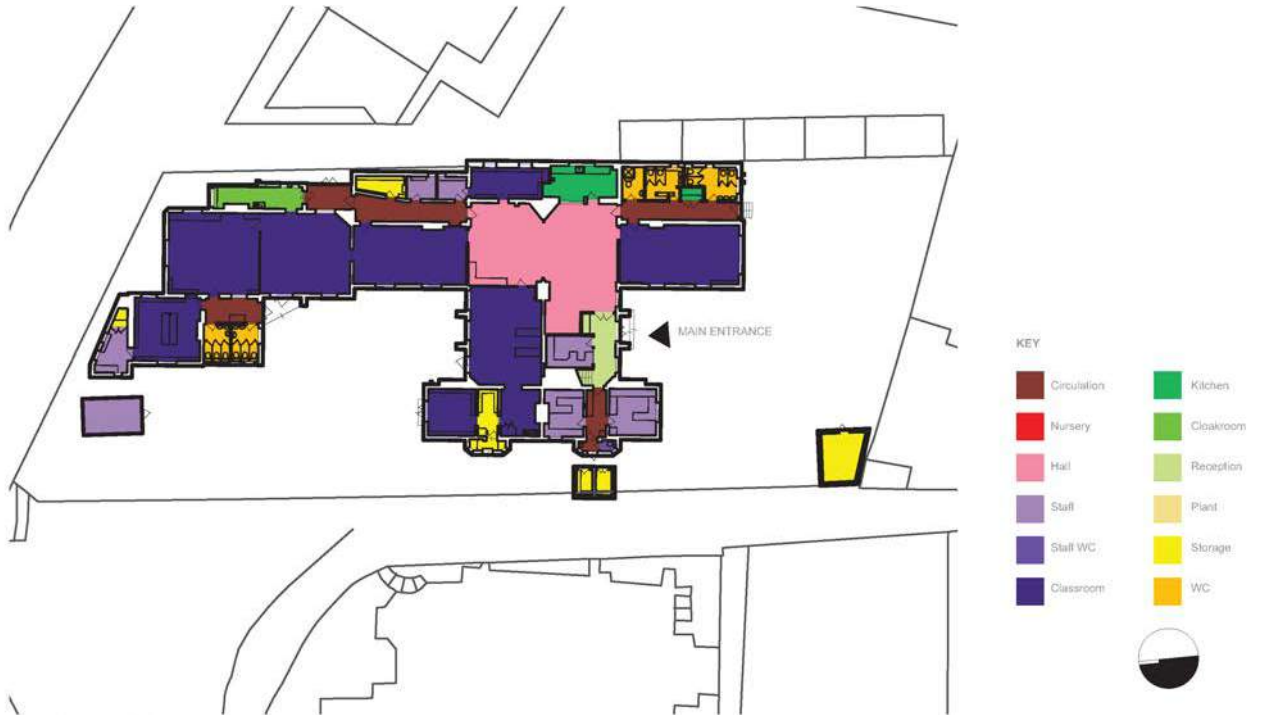 MAIN ENTRANCE
KEY
Circulation
Kitchen
Nursery
Cloakroom
Hall
Reception
Staff
Plant
Staff WC
Storage
Classroom
WC